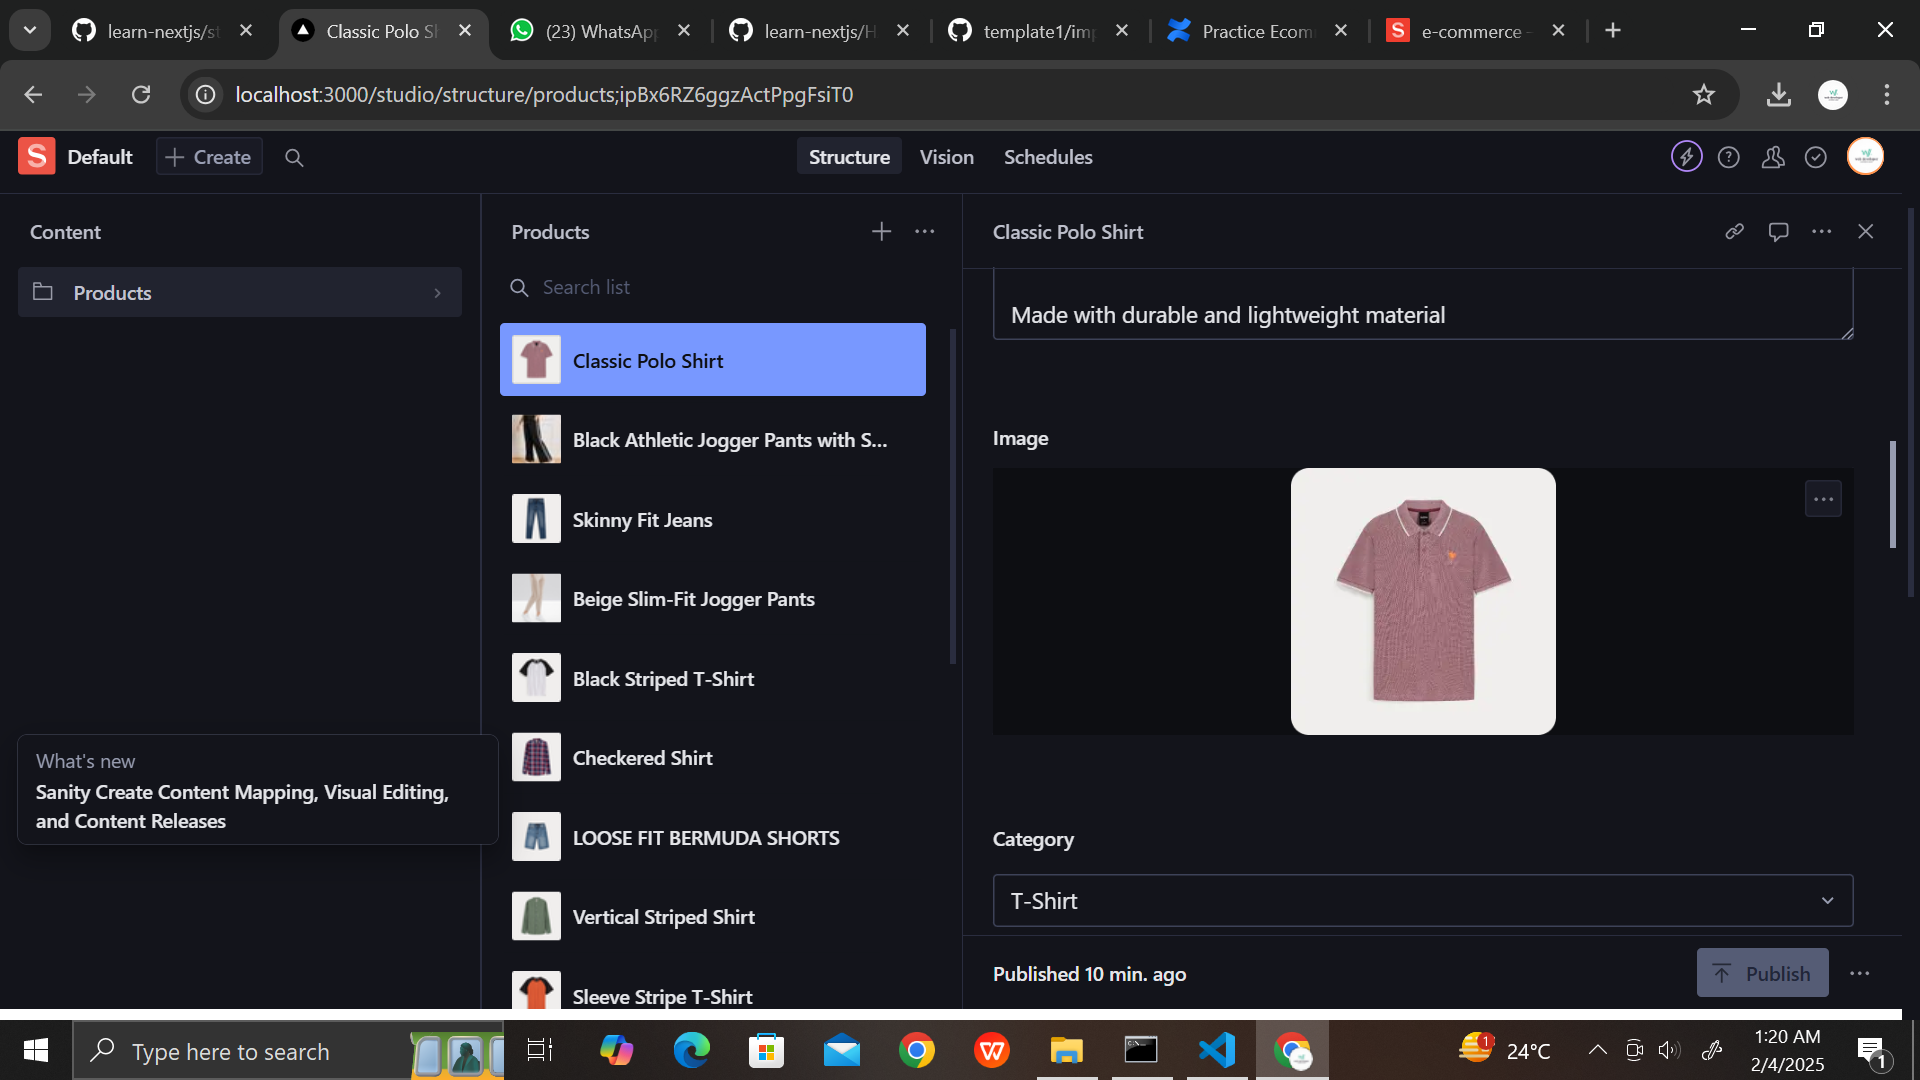 learn-nextjs/st
Classic Polo Sh
(23) WhatsApp
learn-nextjs/H
template1/imp
Practice Ecom
e-commerce -
localhost:3000/studio/structure/products;ipBx6RZ6ggzActPpgFsiT0
S
Default
Create
Structure
Vision
Schedules
Content
Products
Products
Search list
Classic Polo Shirt
Black Athletic Jogger Pants with S...
Skinny Fit Jeans
Beige Slim-Fit Jogger Pants
Black Striped T-Shirt
Checkered Shirt
LOOSE FIT BERMUDA SHORTS
Vertical Striped Shirt
Sleeve Stripe T-Shirt
What's new
Sanity Create Content Mapping, Visual Editing,
and Content Releases
Classic Polo Shirt
Made with durable and lightweight material
Image
Category
T-Shirt
Published 10 min. ago
Publish
Type here to search
1
24°C
1:20 AM
2/4/2025
1